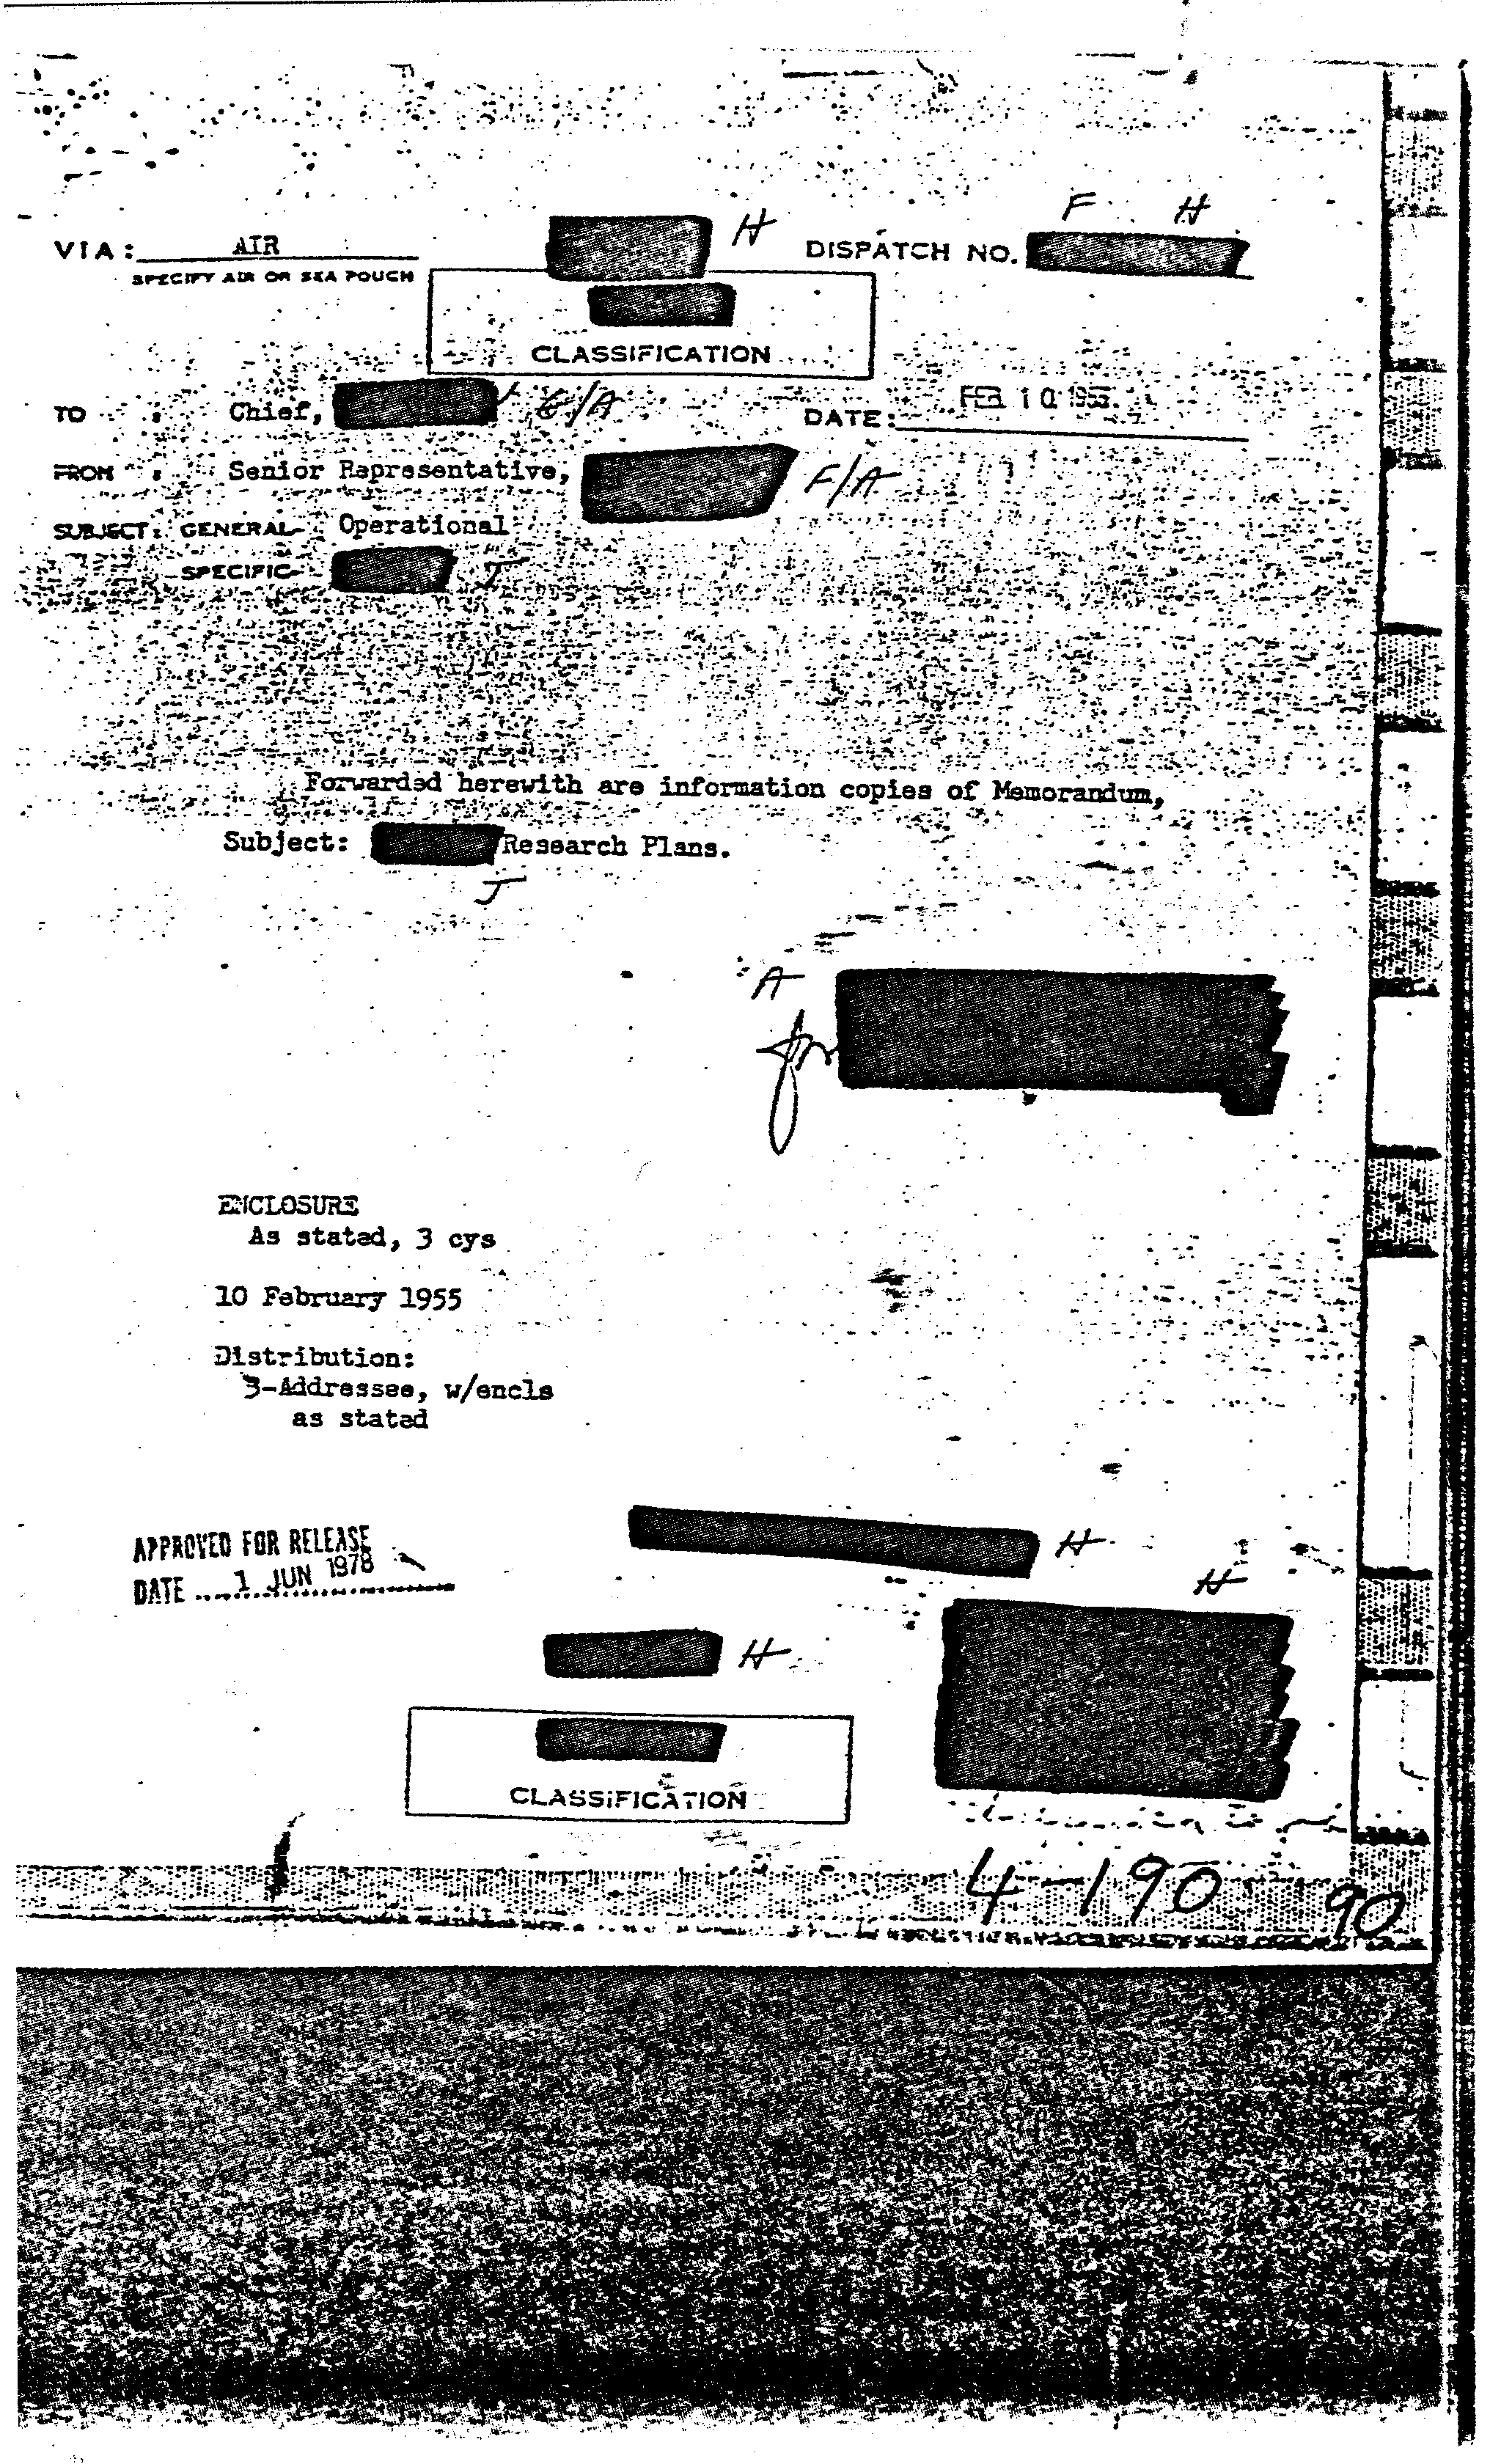 F H
VIA: AIR
SPECIFY AIR OR SEA POUCH
H
DISPATCH NO.
CLASSIFICATION
TO : Chief, G/A
DATE: FEB 10 1955
FROM : Senior Representative, F/A
SUBJECT: GENERAL- Operational
SPECIFIC- J
Forwarded herewith are information copies of Memorandum,
Subject: Research Plans.
J
A
for
ENCLOSURE
As stated, 3 cys
10 February 1955
Distribution:
3-Addressee, w/encls
as stated
H
APPROVED FOR RELEASE
DATE 1 JUN 1978
H
H
CLASSIFICATION
4-190
90